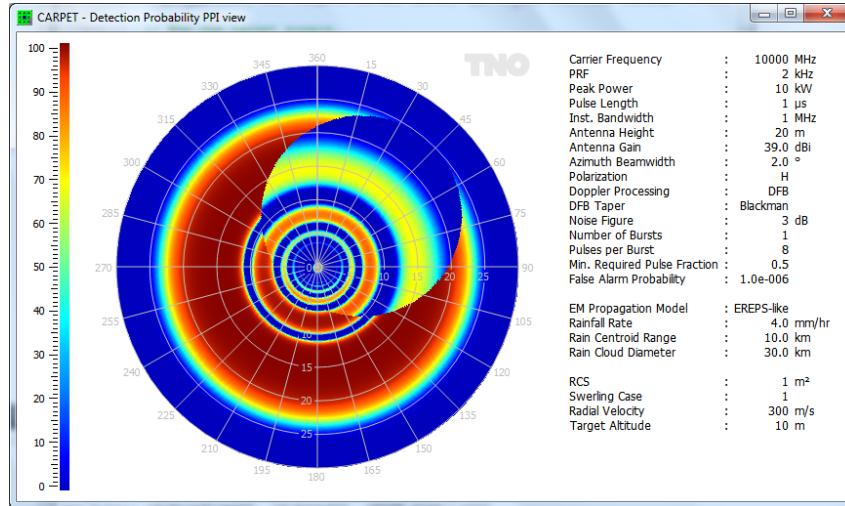 CARPET - Detection Probability PPI view
TNO
100
90
80
70
60
50
40
30
20
10
0
360
15
30
45
60
75
90
105
120
135
150
165
180
195
210
225
240
255
270
285
300
315
330
345
0
5
10
15
20
25
15
20
25
Carrier Frequency : 10000 MHz
PRF : 2 kHz
Peak Power : 10 kW
Pulse Length : 1 µs
Inst. Bandwidth : 1 MHz
Antenna Height : 20 m
Antenna Gain : 39.0 dBi
Azimuth Beamwidth : 2.0 °
Polarization : H
Doppler Processing : DFB
DFB Taper : Blackman
Noise Figure : 3 dB
Number of Bursts : 1
Pulses per Burst : 8
Min. Required Pulse Fraction : 0.5
False Alarm Probability : 1.0e-006
EM Propagation Model : EREPS-like
Rainfall Rate : 4.0 mm/hr
Rain Centroid Range : 10.0 km
Rain Cloud Diameter : 30.0 km
RCS : 1 m²
Swerling Case : 1
Radial Velocity : 300 m/s
Target Altitude : 10 m